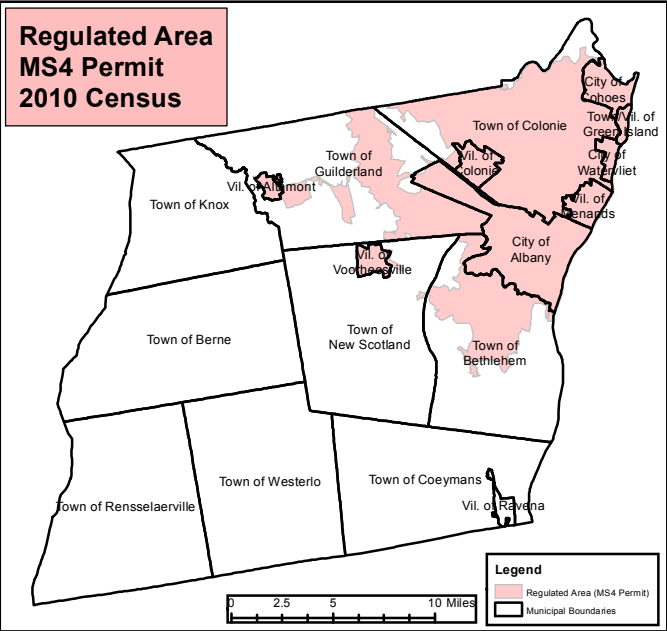 Regulated Area
MS4 Permit
2010 Census
City of
Cohoes
Town of Colonie
Town/Vil. of
Green Island
City of
Watervliet
Vil. of
Colonie
Town of
Guilderland
Vil. of Altamont
Town of Knox
Vil. of
Menands
City of
Albany
Vil. of
Voorheesville
Town of Berne
Town of
New Scotland
Town of
Bethlehem
Town of Westerlo
Town of Coeymans
Town of Rensselaerville
Vil. of Ravena
Legend
Regulated Area (MS4 Permit)
Municipal Boundaries
0 2.5 5 10 Miles